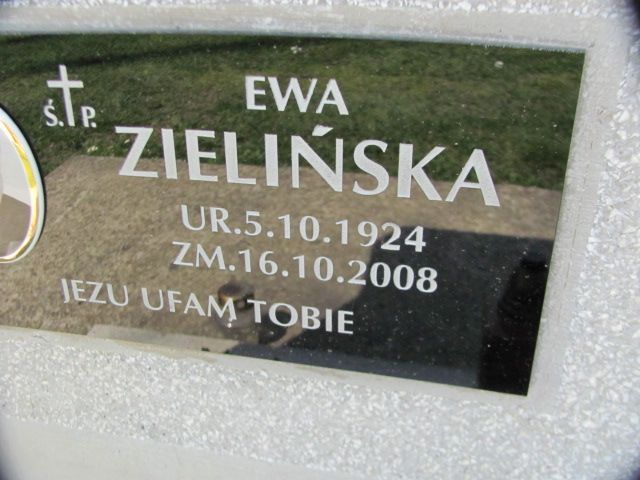 Ś.P.
EWA
ZIELIŃSKA
UR.5.10.1924
ZM.16.10.2008
JEZU UFAM TOBIE